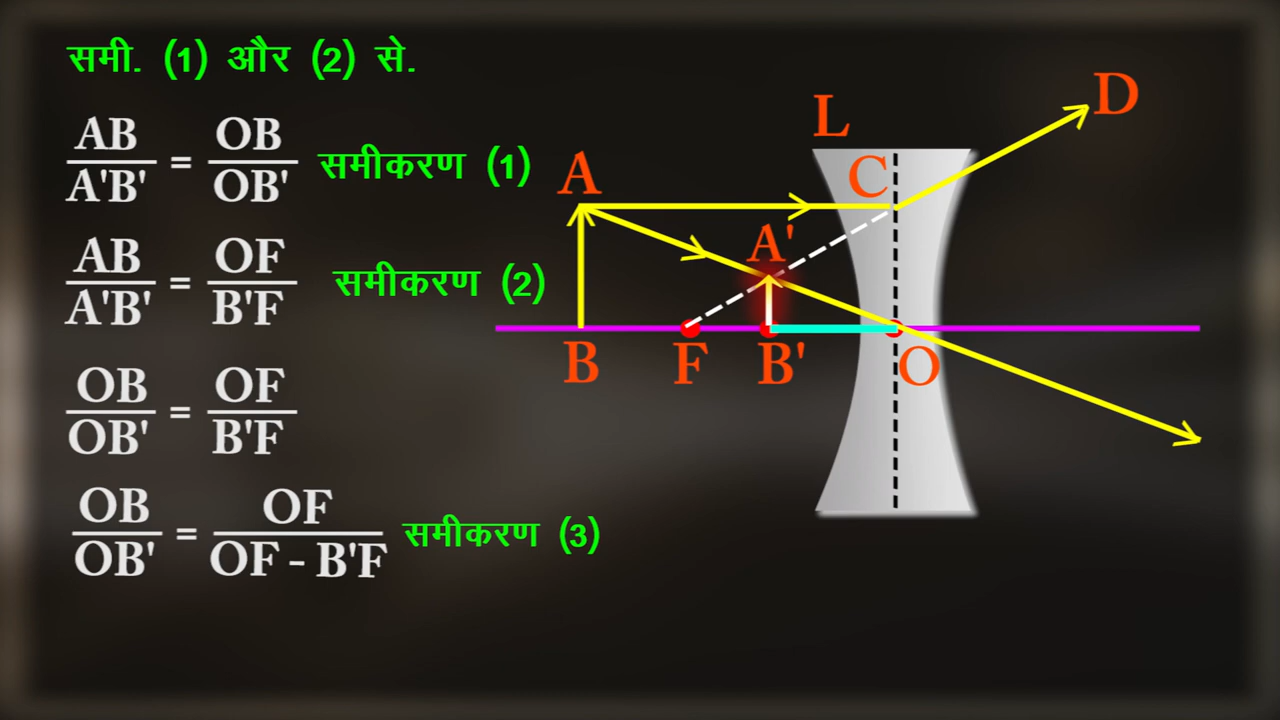 समी. (1) और (2) से.
AB/A'B' = OB/OB' समीकरण (1)
AB/A'B' = OF/B'F समीकरण (2)
OB/OB' = OF/B'F
OB/OB' = OF/OF - B'F समीकरण (3)
L
D
A
C
A'
B
F
B'
O